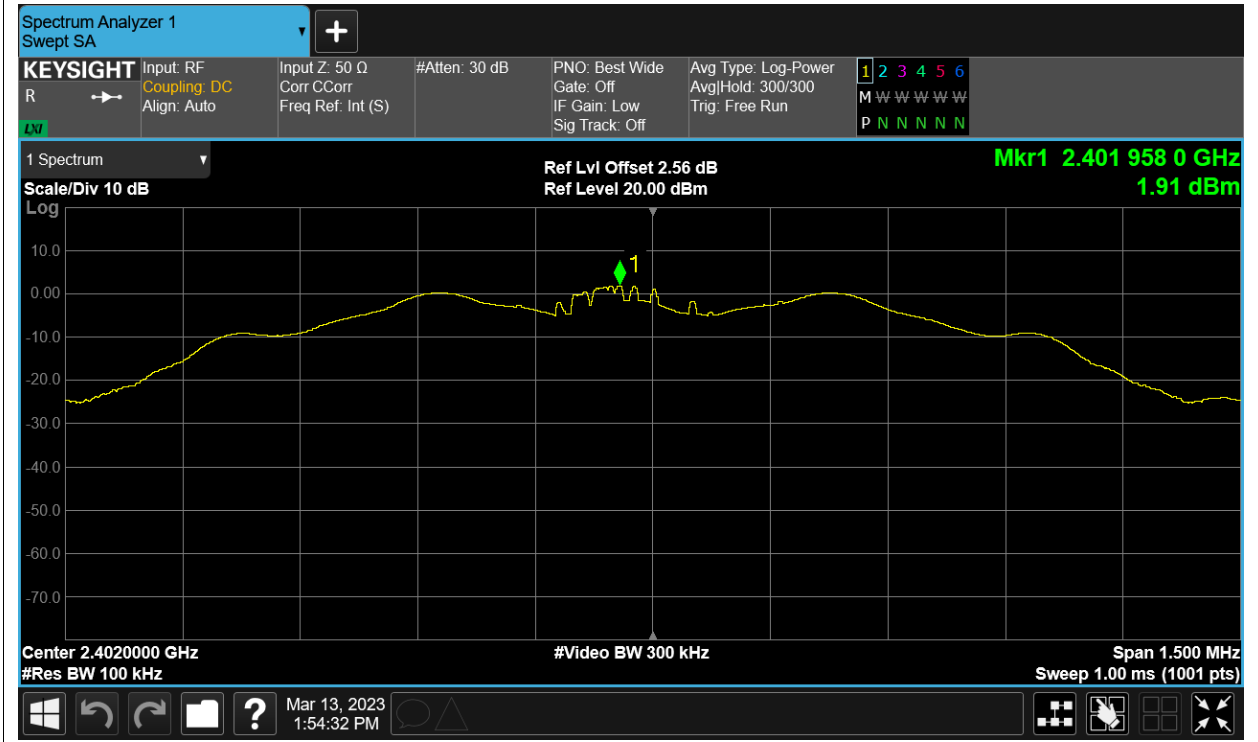 Spectrum Analyzer 1
Swept SA
KEYSIGHT
R
LXI
Input: RF
Coupling: DC
Align: Auto
Input Z: 50 Ω
Corr CCorr
Freq Ref: Int (S)
#Atten: 30 dB
PNO: Best Wide
Gate: Off
IF Gain: Low
Sig Track: Off
Avg Type: Log-Power
Avg|Hold: 300/300
Trig: Free Run
1 2 3 4 5 6
M W W W W W W
P N N N N N N
1 Spectrum
Scale/Div 10 dB
Log
Ref Lvl Offset 2.56 dB
Ref Level 20.00 dBm
Mkr1 2.401 958 0 GHz
1.91 dBm
10.0
0.00
-10.0
-20.0
-30.0
-40.0
-50.0
-60.0
-70.0
1
Center 2.4020000 GHz
#Res BW 100 kHz
#Video BW 300 kHz
Span 1.500 MHz
Sweep 1.00 ms (1001 pts)
?
Mar 13, 2023
1:54:32 PM